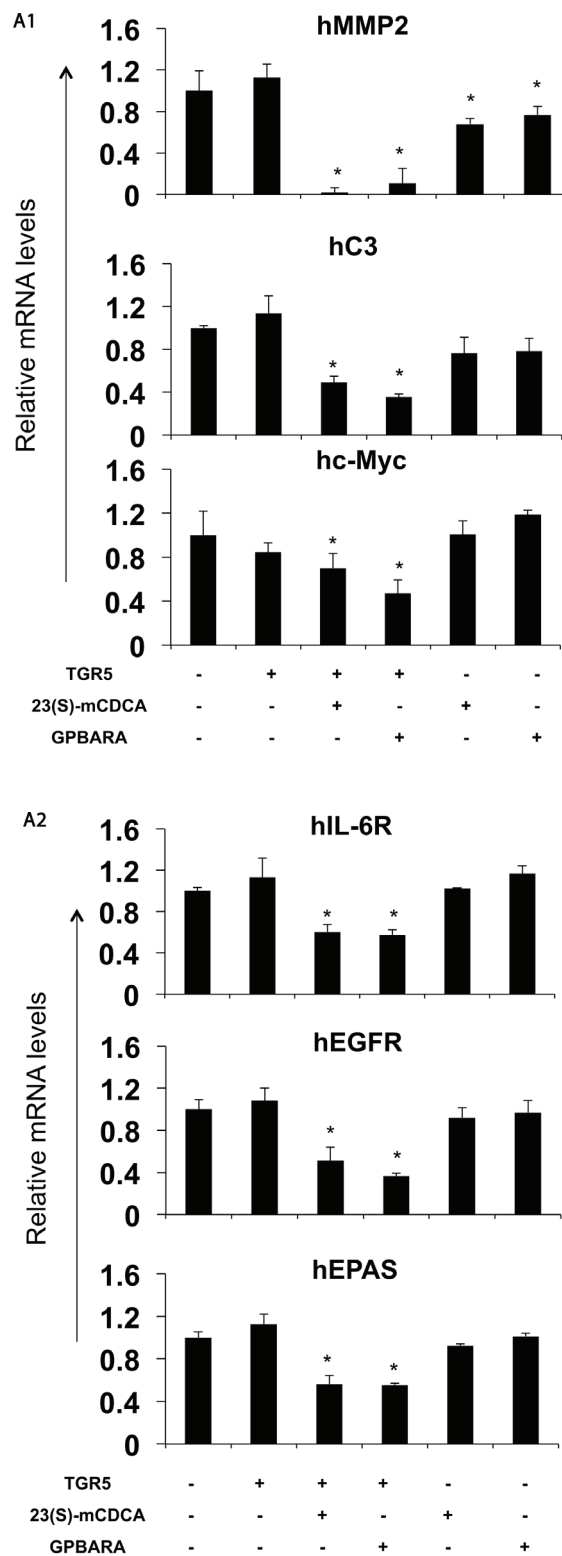 A1
hMMP2
1.6
1.2
0.8
0.4
0
* * * *
hC3
1.6
1.2
0.8
0.4
0
* *
hc-Myc
1.6
1.2
0.8
0.4
0
* *
Relative mRNA levels
TGR5 - + + + - -
23(S)-mCDCA - - + - + -
GPBARA - - - + - +
A2
hIL-6R
1.6
1.2
0.8
0.4
0
* *
hEGFR
1.6
1.2
0.8
0.4
0
* *
hEPAS
1.6
1.2
0.8
0.4
0
* *
Relative mRNA levels
TGR5 - + + + - -
23(S)-mCDCA - - + - + -
GPBARA - - - + - +